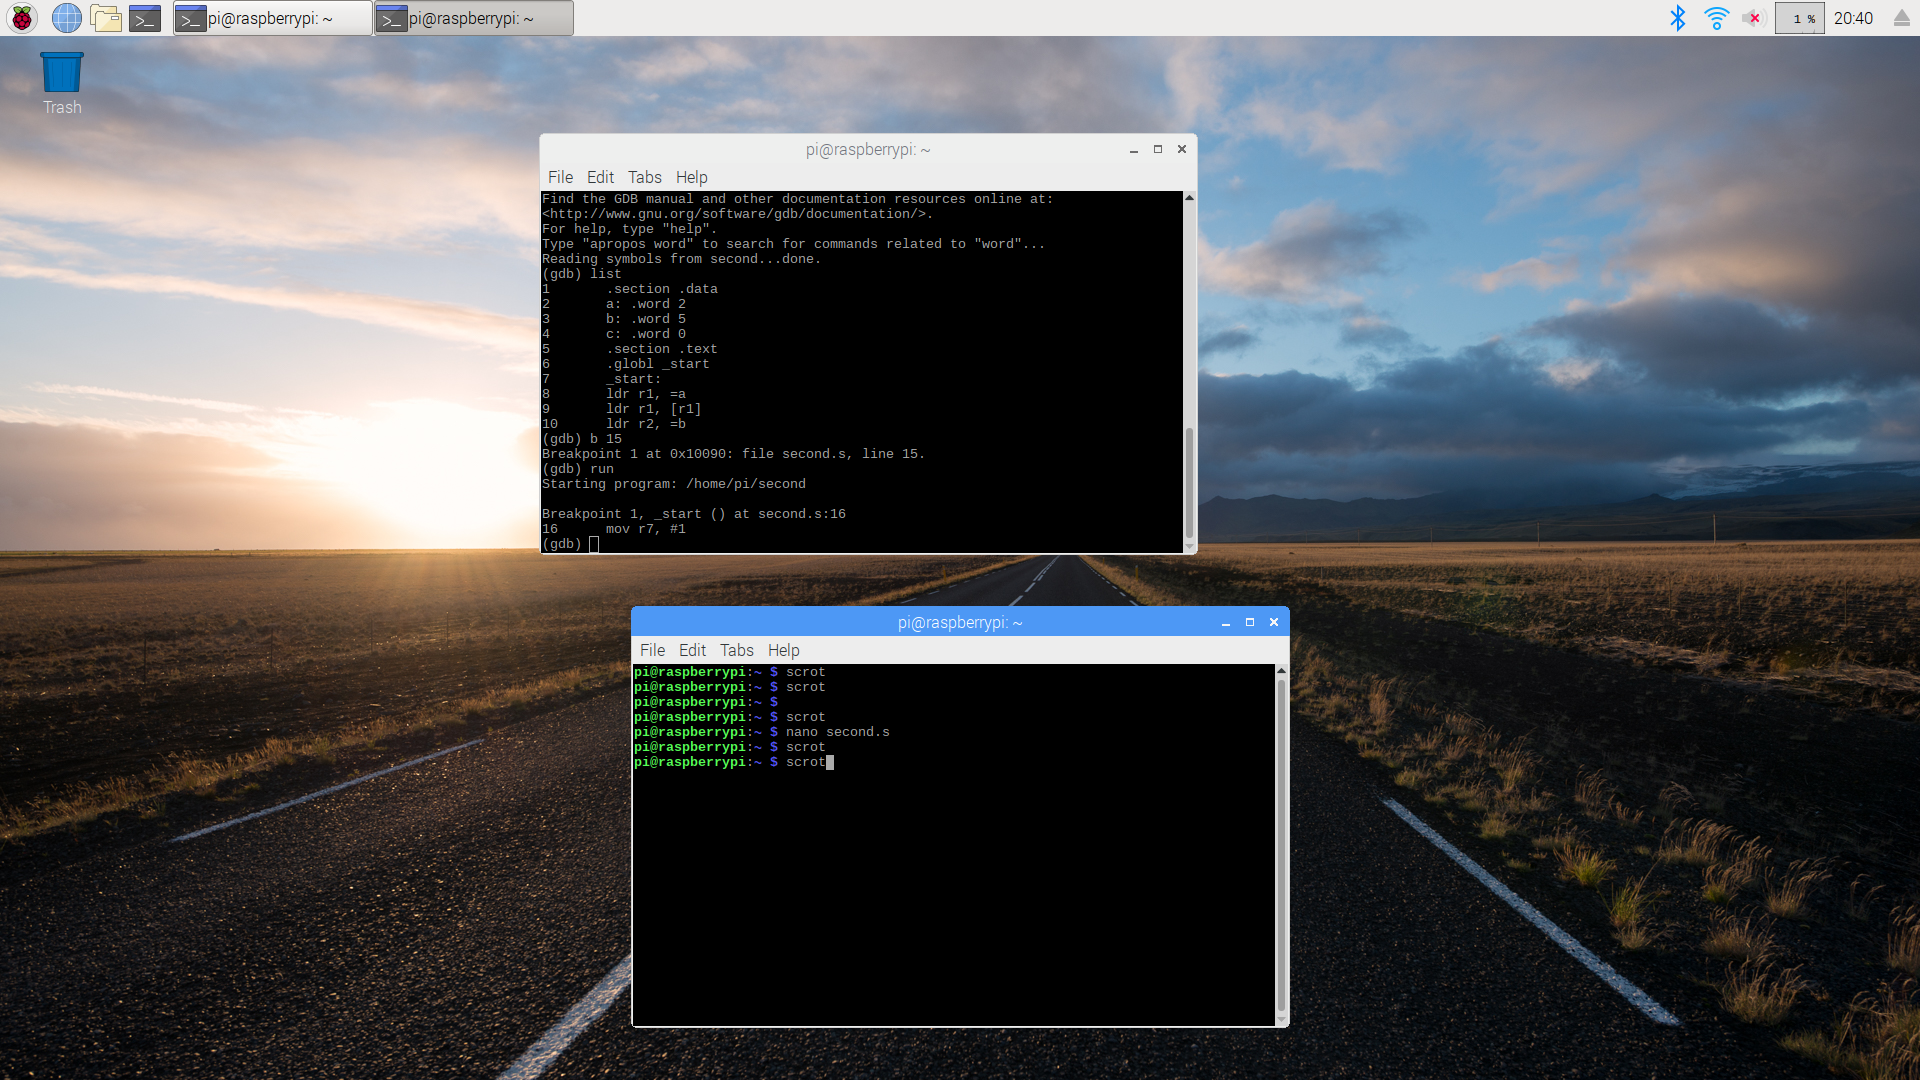 pi@raspberrypi: ~
pi@raspberrypi: ~
1 %
20:40
Trash
pi@raspberrypi: ~
File Edit Tabs Help
Find the GDB manual and other documentation resources online at:
<http://www.gnu.org/software/gdb/documentation/>.
For help, type "help".
Type "apropos word" to search for commands related to "word"...
Reading symbols from second...done.
(gdb) list
1       .section .data
2       a: .word 2
3       b: .word 5
4       c: .word 0
5       .section .text
6       .globl _start
7       _start:
8       ldr r1, =a
9       ldr r1, [r1]
10      ldr r2, =b
(gdb) b 15
Breakpoint 1 at 0x10090: file second.s, line 15.
(gdb) run
Starting program: /home/pi/second
Breakpoint 1, _start () at second.s:16
16      mov r7, #1
(gdb)
pi@raspberrypi: ~
File Edit Tabs Help
pi@raspberrypi:~ $ scrot
pi@raspberrypi:~ $ scrot
pi@raspberrypi:~ $
pi@raspberrypi:~ $ scrot
pi@raspberrypi:~ $ nano second.s
pi@raspberrypi:~ $ scrot
pi@raspberrypi:~ $ scrot